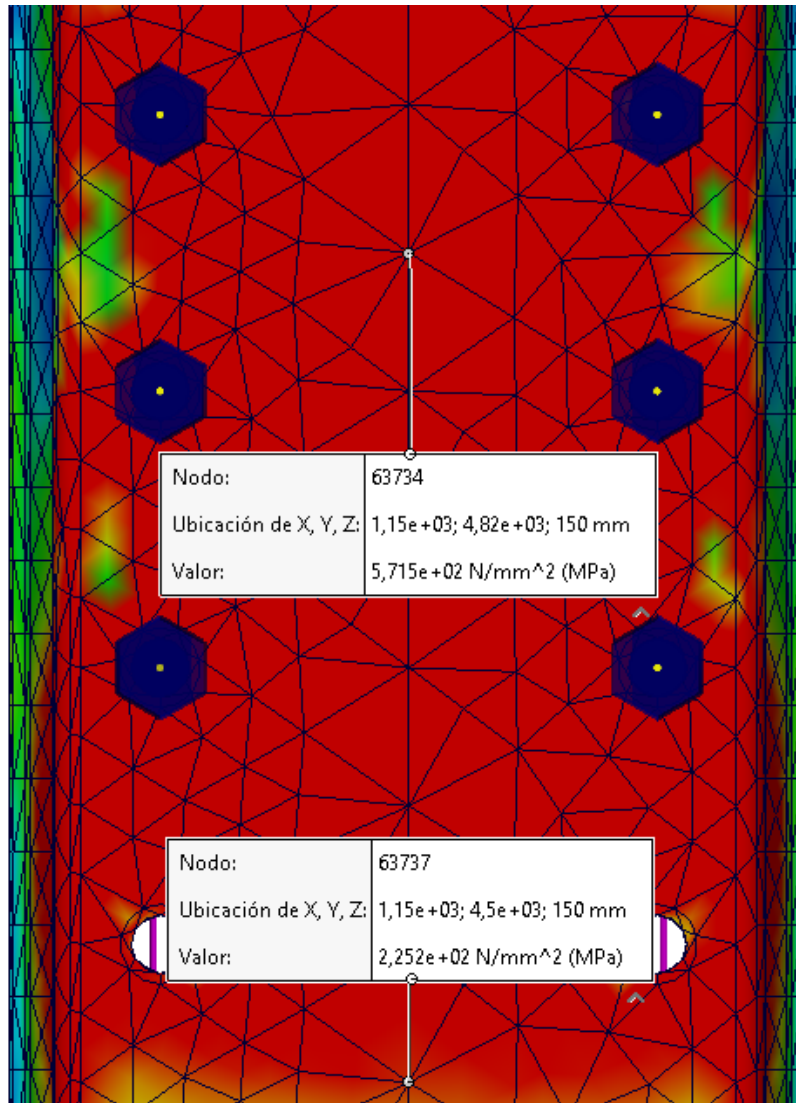 Nodo: 63734
Ubicación de X, Y, Z: 1,15e+03; 4,82e+03; 150 mm
Valor: 5,715e+02 N/mm^2 (MPa)
Nodo: 63737
Ubicación de X, Y, Z: 1,15e+03; 4,5e+03; 150 mm
Valor: 2,252e+02 N/mm^2 (MPa)